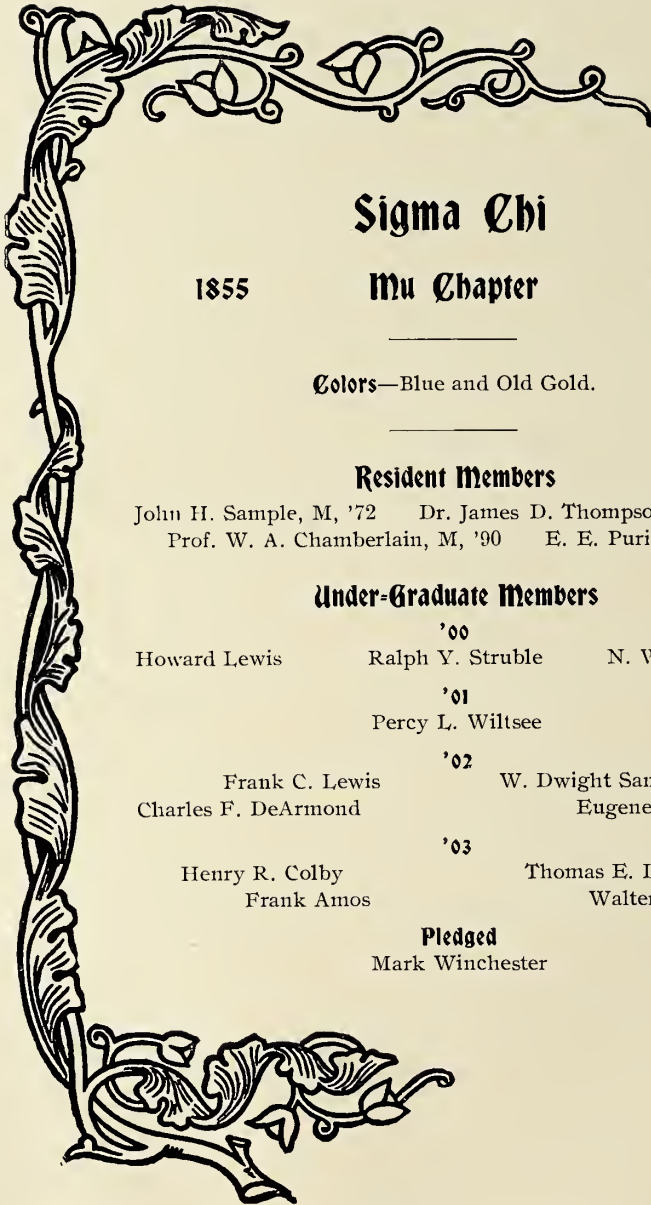 Sigma Chi
1855 Mu Chapter
Colors—Blue and Old Gold.
Resident Members
John H. Sample, M, '72 Dr. James D. Thompso
Prof. W. A. Chamberlain, M, '90 E. E. Puri
Under-Graduate Members
'00
Howard Lewis Ralph Y. Struble N.
'01
Percy L. Wiltsee
'02
Frank C. Lewis W. Dwight Sam
Charles F. DeArmond Eugene
'03
Henry R. Colby Thomas E.
Frank Amos Walter
Pledged
Mark Winchester